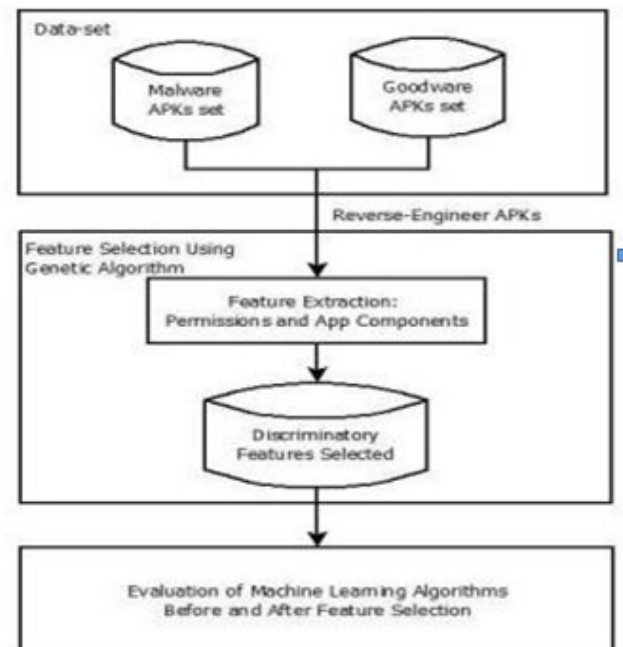 Data-set
Malware
APKs set
Goodware
APKs set
Reverse-Engineer APKs
Feature Selection Using
Genetic Algorithm
Feature Extraction:
Permissions and App Components
Discriminatory
Features Selected
Evaluation of Machine Learning Algorithms
Before and After Feature Selection